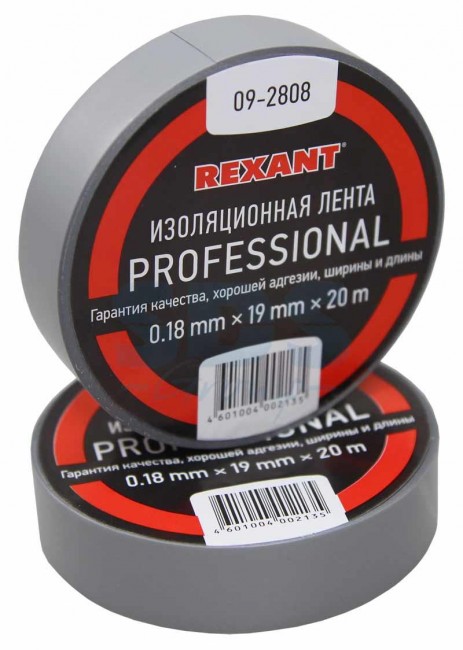 09-2808
REXANT®
ИЗОЛЯЦИОННАЯ ЛЕНТА
PROFESSIONAL
Гарантия качества, хорошей адгезии, ширины и длины
0.18 mm × 19 mm × 20 m
4 601004 002135
ИЗ
PROFESSIONAL
Гарантия качества, хорошей адгезии, ширины и длины
0.18 mm × 19 mm × 20 m
4 601004 002135